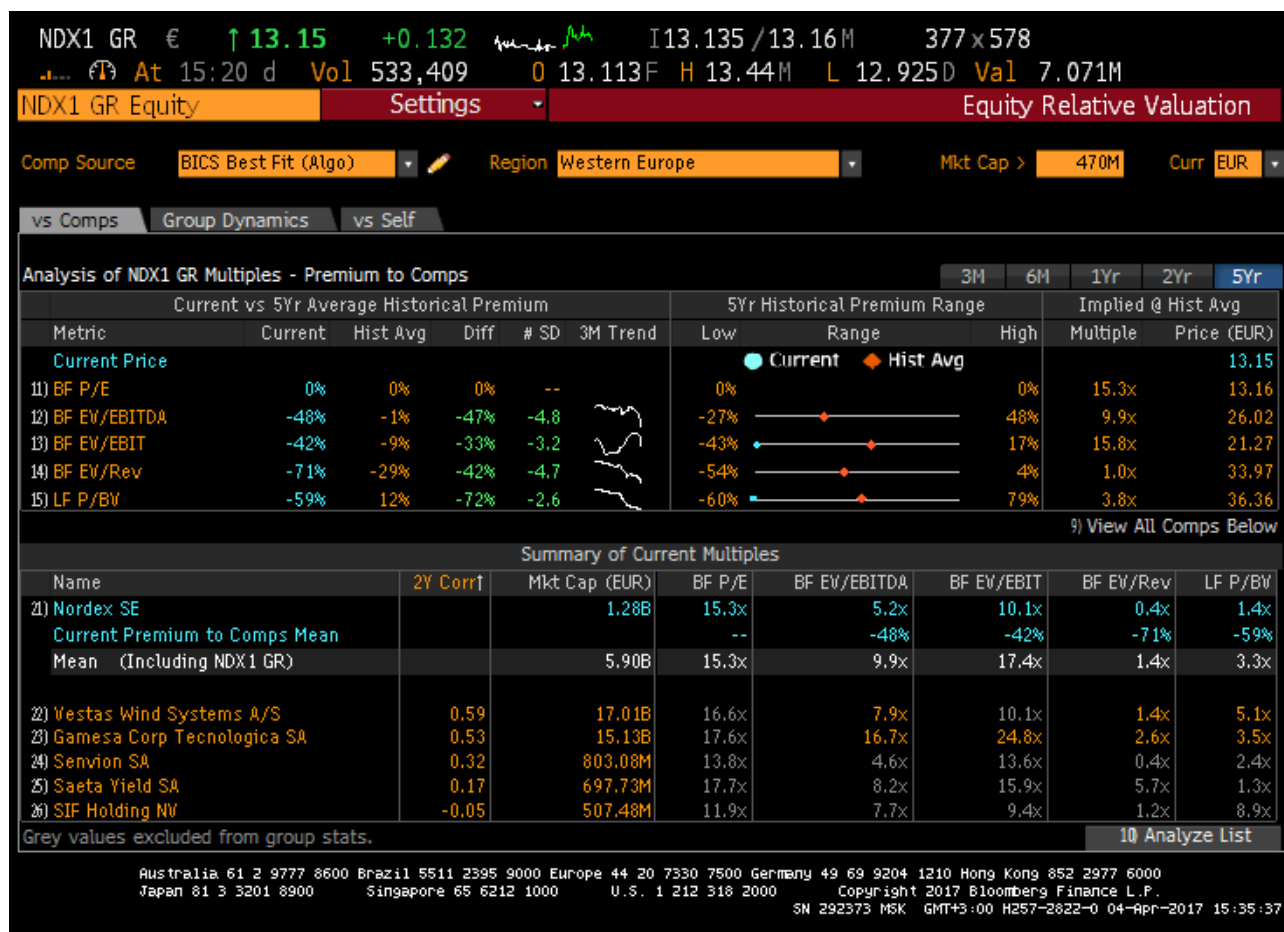 NDX1 GR € ↑ 13.15 +0.132 I13.135 / 13.16M 377 x 578
At 15:20 d Vol 533,409 O 13.113F H 13.44M L 12.925D Val 7.071M
NDX1 GR Equity Settings Equity Relative Valuation
Comp Source BICS Best Fit (Algo) Region Western Europe Mkt Cap > 470M Curr EUR
vs Comps Group Dynamics vs Self
Analysis of NDX1 GR Multiples - Premium to Comps 3M 6M 1Yr 2Yr 5Yr
Current vs 5Yr Average Historical Premium 5Yr Historical Premium Range Implied @ Hist Avg
Metric Current Hist Avg Diff # SD 3M Trend Low Range High Multiple Price (EUR)
Current Price Current Hist Avg 13.15
11) BF P/E 0% 0% 0% -- 0% 0% 15.3x 13.16
12) BF EV/EBITDA -48% -1% -47% -4.8 -27% 48% 9.9x 26.02
13) BF EV/EBIT -42% -9% -33% -3.2 -43% 17% 15.8x 21.27
14) BF EV/Rev -71% -29% -42% -4.7 -54% 4% 1.0x 33.97
15) LF P/BV -59% 12% -72% -2.6 -60% 79% 3.8x 36.36
9) View All Comps Below
Summary of Current Multiples
Name 2Y Corr↑ Mkt Cap (EUR) BF P/E BF EV/EBITDA BF EV/EBIT BF EV/Rev LF P/BV
21) Nordex SE 1.28B 15.3x 5.2x 10.1x 0.4x 1.4x
Current Premium to Comps Mean -- -48% -42% -71% -59%
Mean (Including NDX1 GR) 5.90B 15.3x 9.9x 17.4x 1.4x 3.3x
22) Vestas Wind Systems A/S 0.59 17.01B 16.6x 7.9x 10.1x 1.4x 5.1x
23) Gamesa Corp Tecnologica SA 0.53 15.13B 17.6x 16.7x 24.8x 2.6x 3.5x
24) Senvion SA 0.32 803.08M 13.8x 4.6x 13.6x 0.4x 2.4x
25) Saeta Yield SA 0.17 697.73M 17.7x 8.2x 15.9x 5.7x 1.3x
26) SIF Holding NV -0.05 507.48M 11.9x 7.7x 9.4x 1.2x 8.9x
Grey values excluded from group stats. 10) Analyze List
Australia 61 2 9777 8600 Brazil 5511 2395 9000 Europe 44 20 7330 7500 Germany 49 69 9204 1210 Hong Kong 852 2977 6000
Japan 81 3 3201 8900 Singapore 65 6212 1000 U.S. 1 212 318 2000 Copyright 2017 Bloomberg Finance L.P.
SN 292373 MSK GMT+3:00 H257-2822-0 04-Apr-2017 15:35:37